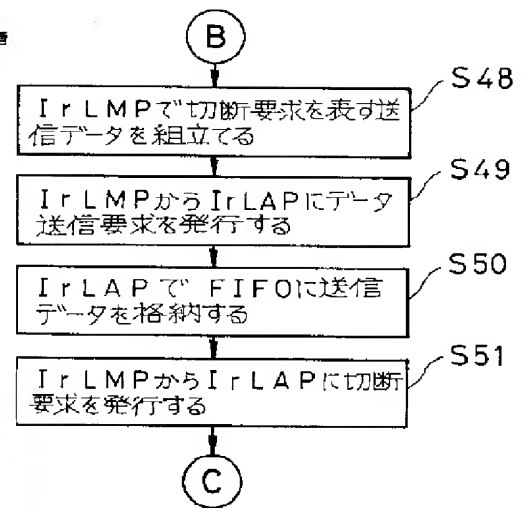 B
S48
IrLMPで切断要求を表す送
信データを組立てる
S49
IrLMPからIrLAPにデータ
送信要求を発行する
S50
IrLAPで FIFOに送信
データを格納する
S51
IrLMPからIrLAPに切断
要求を発行する
C